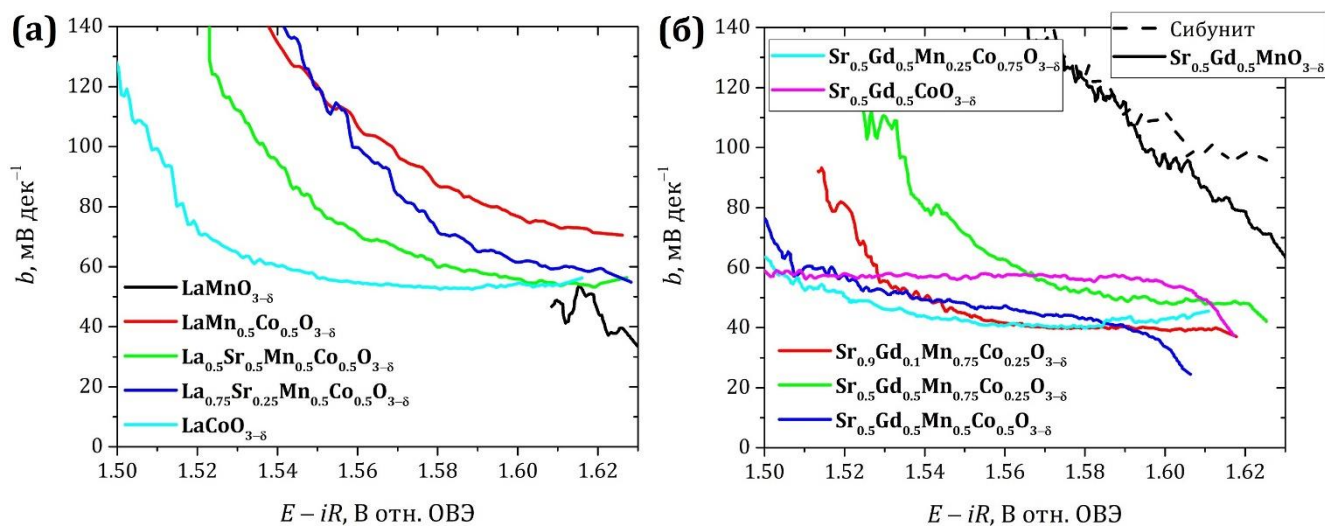 (а)
140
120
100
80
60
40
20
0
b, мВ дек⁻¹
LaMnO₃₋δ
LaMn₀.₅Co₀.₅O₃₋δ
La₀.₅Sr₀.₅Mn₀.₅Co₀.₅O₃₋δ
La₀.₇₅Sr₀.₂₅Mn₀.₅Co₀.₅O₃₋δ
LaCoO₃₋δ
1.50 1.52 1.54 1.56 1.58 1.60 1.62
E – iR, В отн. ОВЭ
(б)
Сибунит
Sr₀.₅Gd₀.₅MnO₃₋δ
Sr₀.₅Gd₀.₅Mn₀.₂₅Co₀.₇₅O₃₋δ
Sr₀.₅Gd₀.₅CoO₃₋δ
140
120
100
80
60
40
20
0
b, мВ дек⁻¹
Sr₀.₉Gd₀.₁Mn₀.₇₅Co₀.₂₅O₃₋δ
Sr₀.₅Gd₀.₅Mn₀.₇₅Co₀.₂₅O₃₋δ
Sr₀.₅Gd₀.₅Mn₀.₅Co₀.₅O₃₋δ
1.50 1.52 1.54 1.56 1.58 1.60 1.62
E – iR, В отн. ОВЭ